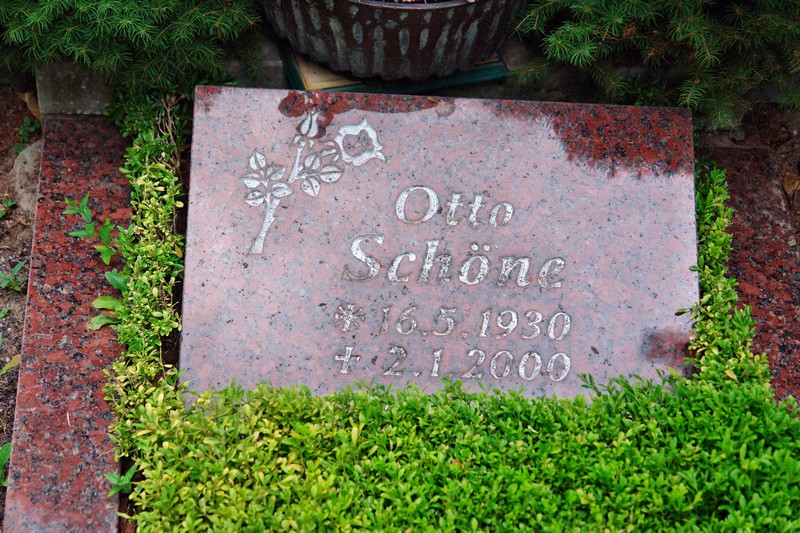 Otto
Schöne
* 16.5.1930
† 2.1.2000